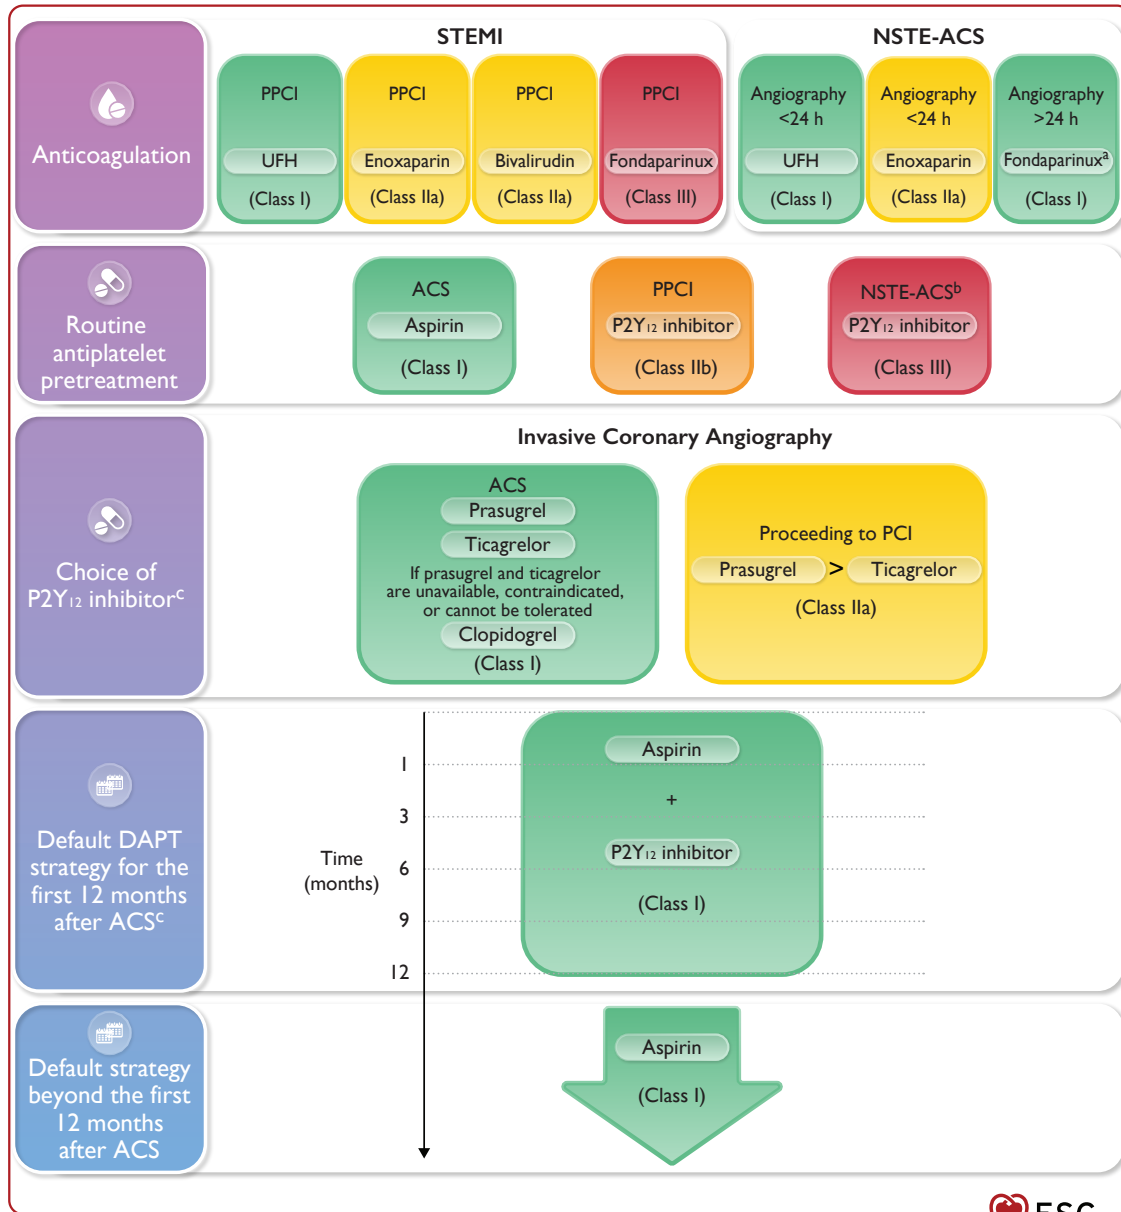 STEMI
NSTE-ACS
Anticoagulation
PPCI
UFH
(Class I)
PPCI
Enoxaparin
(Class IIa)
PPCI
Bivalirudin
(Class IIa)
PPCI
Fondaparinux
(Class III)
Angiography
<24 h
UFH
(Class I)
Angiography
<24 h
Enoxaparin
(Class IIa)
Angiography
>24 h
Fondaparinuxᵃ
(Class I)
Routine
antiplatelet
pretreatment
ACS
Aspirin
(Class I)
PPCI
P2Y₁₂ inhibitor
(Class IIb)
NSTE-ACSᵇ
P2Y₁₂ inhibitor
(Class III)
Choice of
P2Y₁₂ inhibitorᶜ
Invasive Coronary Angiography
ACS
Prasugrel
Ticagrelor
If prasugrel and ticagrelor
are unavailable, contraindicated,
or cannot be tolerated
Clopidogrel
(Class I)
Proceeding to PCI
Prasugrel > Ticagrelor
(Class IIa)
Default DAPT
strategy for the
first 12 months
after ACSᶜ
Time
(months)
1
3
6
9
12
Aspirin
+
P2Y₁₂ inhibitor
(Class I)
Default strategy
beyond the first
12 months
after ACS
Aspirin
(Class I)
ESC